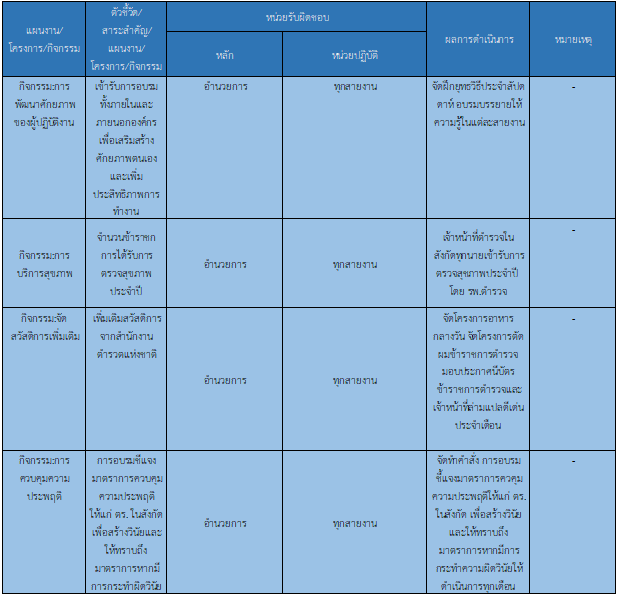 แผนงาน/
โครงการ/กิจกรรม
ตัวชี้วัด/
สาระสำคัญ/
แผนงาน/
โครงการ/กิจกรรม
หน่วยรับผิดชอบ
หลัก
หน่วยปฏิบัติ
ผลการดำเนินการ
หมายเหตุ
กิจกรรม:การ
พัฒนาศักยภาพ
ของผู้ปฏิบัติงาน
เข้ารับการอบรม
ทั้งภายในและ
ภายนอกองค์กร
เพื่อเสริมสร้าง
ศักยภาพตนเอง
และเพิ่ม
ประสิทธิภาพการ
ทำงาน
อำนวยการ
ทุกสายงาน
จัดฝึกยุทธวิธีประจำสัปด
ดาห์ อบรมบรรยายให้
ความรู้ในแต่ละสายงาน
-
กิจกรรม:การ
บริการสุขภาพ
จำนวนข้าราชก
การได้รับการ
ตรวจสุขภาพ
ประจำปี
อำนวยการ
ทุกสายงาน
เจ้าหน้าที่ตำรวจใน
สังกัดทุกนายเข้ารับการ
ตรวจสุขภาพประจำปี
โดย รพ.ตำรวจ
-
กิจกรรม:จัด
สวัสดิการเพิ่มเติม
เพิ่มเติมสวัสดิการ
จากสำนักงาน
ตำรวตแห่งชาติ
อำนวยการ
ทุกสายงาน
จัดโครงการอาหาร
กลางวัน จัดโครงการตัด
ผมข้าราชการตำรวจ
มอบประกาศนีบัตร
ข้าราชการตำรวจและ
เจ้าหน้าที่ล่ามแปลดีเด่น
ประจำเดือน
-
กิจกรรม:การ
ควบคุมความ
ประพฤติ
การอบรมชี้แจง
มาตราการควบคุม
ความประพฤติ
ให้แก่ ตร. ในสังกัด
เพื่อสร้างวินัยและ
ให้ทราบถึง
มาตราการหากมี
การกระทำผิดวินัย
อำนวยการ
ทุกสายงาน
จัดทำคำสั่ง การอบรม
ชี้แจงมาตราการควคุม
ความประพฤติให้แก่ ตร.
ในสังกัด เพื่อสร้างวินัย
และให้ทราบถึง
มาตราการหากมีการ
กระทำความผิดวินัยให้
ดำเนินการทุกเดือน
-